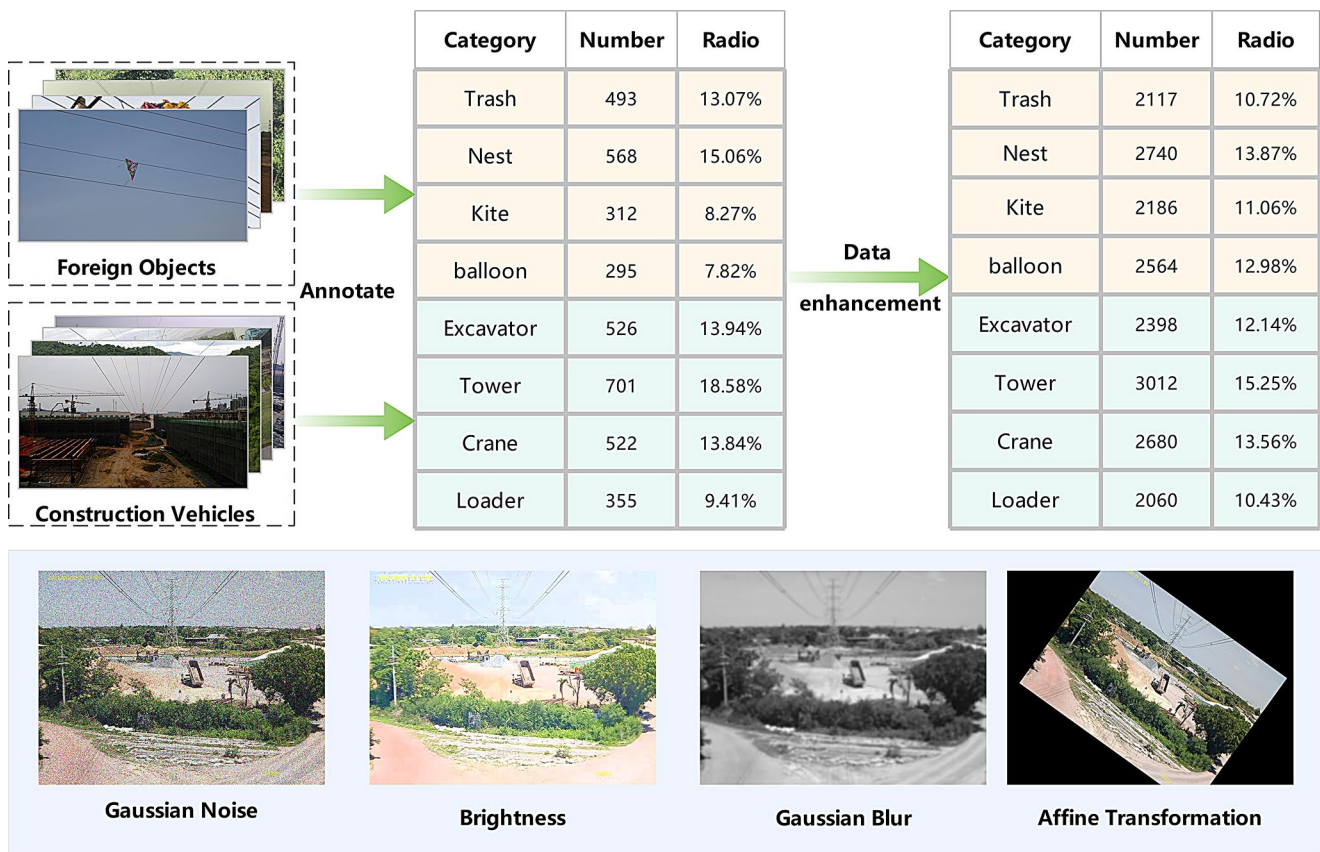 Category Number Radio
Trash 493 13.07%
Nest 568 15.06%
Kite 312 8.27%
balloon 295 7.82%
Excavator 526 13.94%
Tower 701 18.58%
Crane 522 13.84%
Loader 355 9.41%
Category Number Radio
Trash 2117 10.72%
Nest 2740 13.87%
Kite 2186 11.06%
balloon 2564 12.98%
Excavator 2398 12.14%
Tower 3012 15.25%
Crane 2680 13.56%
Loader 2060 10.43%
Foreign Objects
Annotate
Construction Vehicles
Data
enhancement
Gaussian Noise
Brightness
Gaussian Blur
Affine Transformation